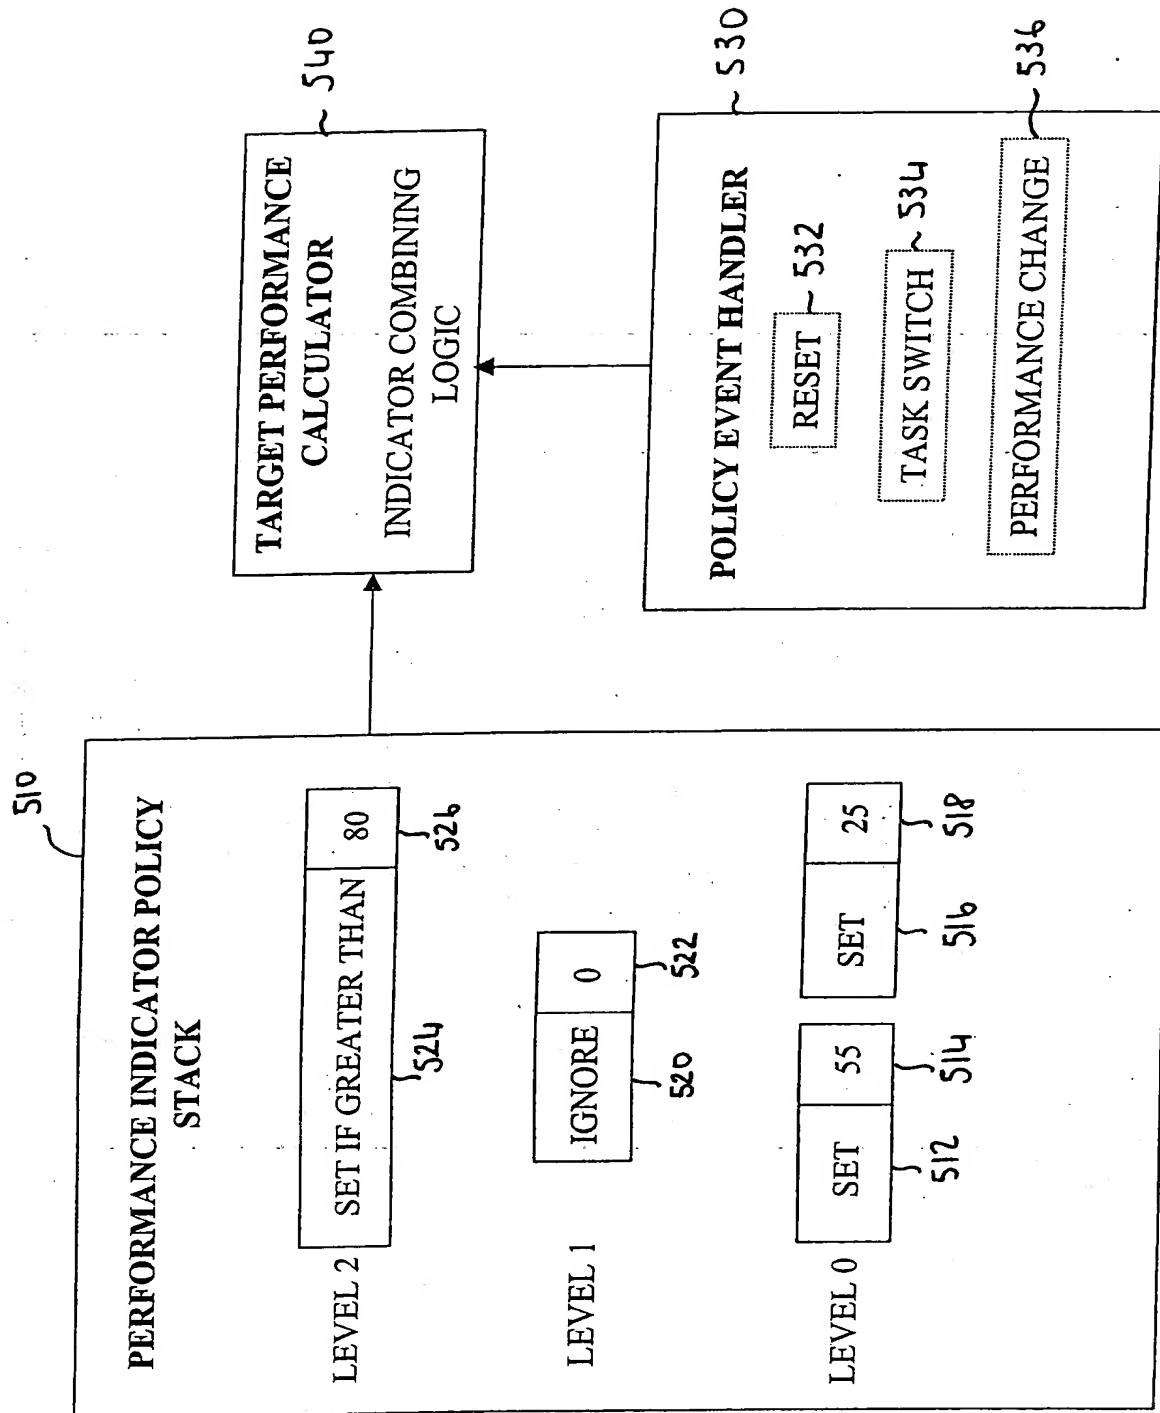 510
PERFORMANCE INDICATOR POLICY
STACK
LEVEL 2
SET IF GREATER THAN
80
524
526
LEVEL 1
IGNORE
0
520
522
LEVEL 0
SET
55
SET
25
512
514
516
518
TARGET PERFORMANCE
CALCULATOR
INDICATOR COMBINING
LOGIC
540
POLICY EVENT HANDLER
530
RESET
532
TASK SWITCH
534
PERFORMANCE CHANGE
536